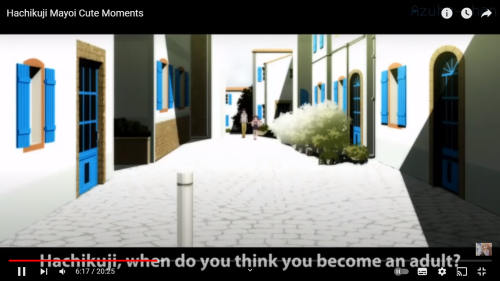 Hachikuji Mayoi Cute Moments
Hachikuji, when do you think you become an adult?
6:17 / 20:25